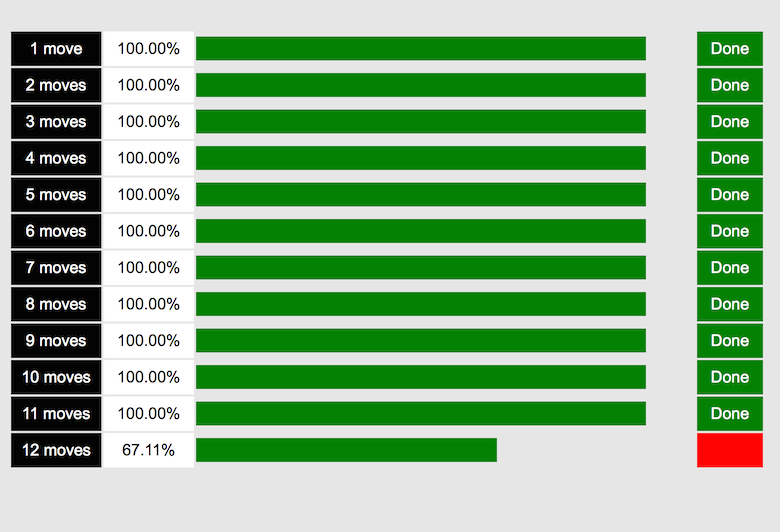 1 move 100.00% Done
2 moves 100.00% Done
3 moves 100.00% Done
4 moves 100.00% Done
5 moves 100.00% Done
6 moves 100.00% Done
7 moves 100.00% Done
8 moves 100.00% Done
9 moves 100.00% Done
10 moves 100.00% Done
11 moves 100.00% Done
12 moves 67.11%